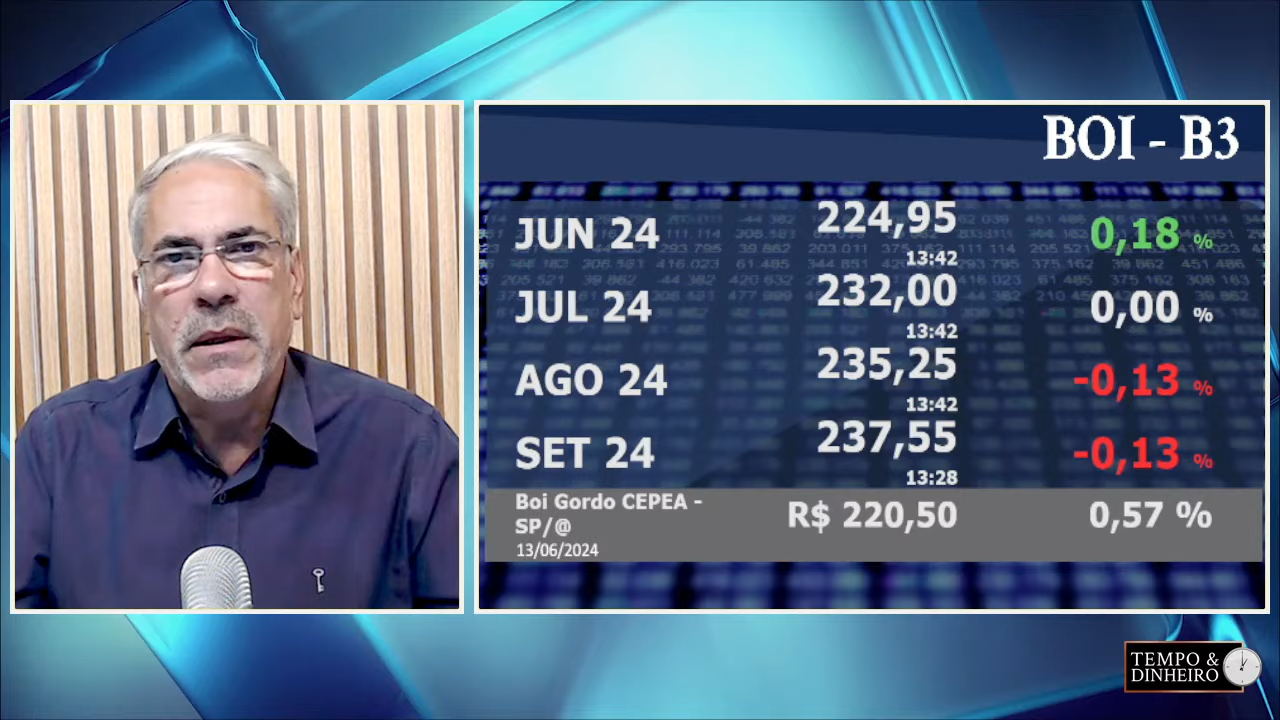 BOI - B3
JUN 24 224,95 0,18 %
13:42
JUL 24 232,00 0,00 %
13:42
AGO 24 235,25 -0,13 %
13:42
SET 24 237,55 -0,13 %
13:28
Boi Gordo CEPEA -
SP/@ R$ 220,50 0,57 %
13/06/2024
TEMPO &
DINHEIRO